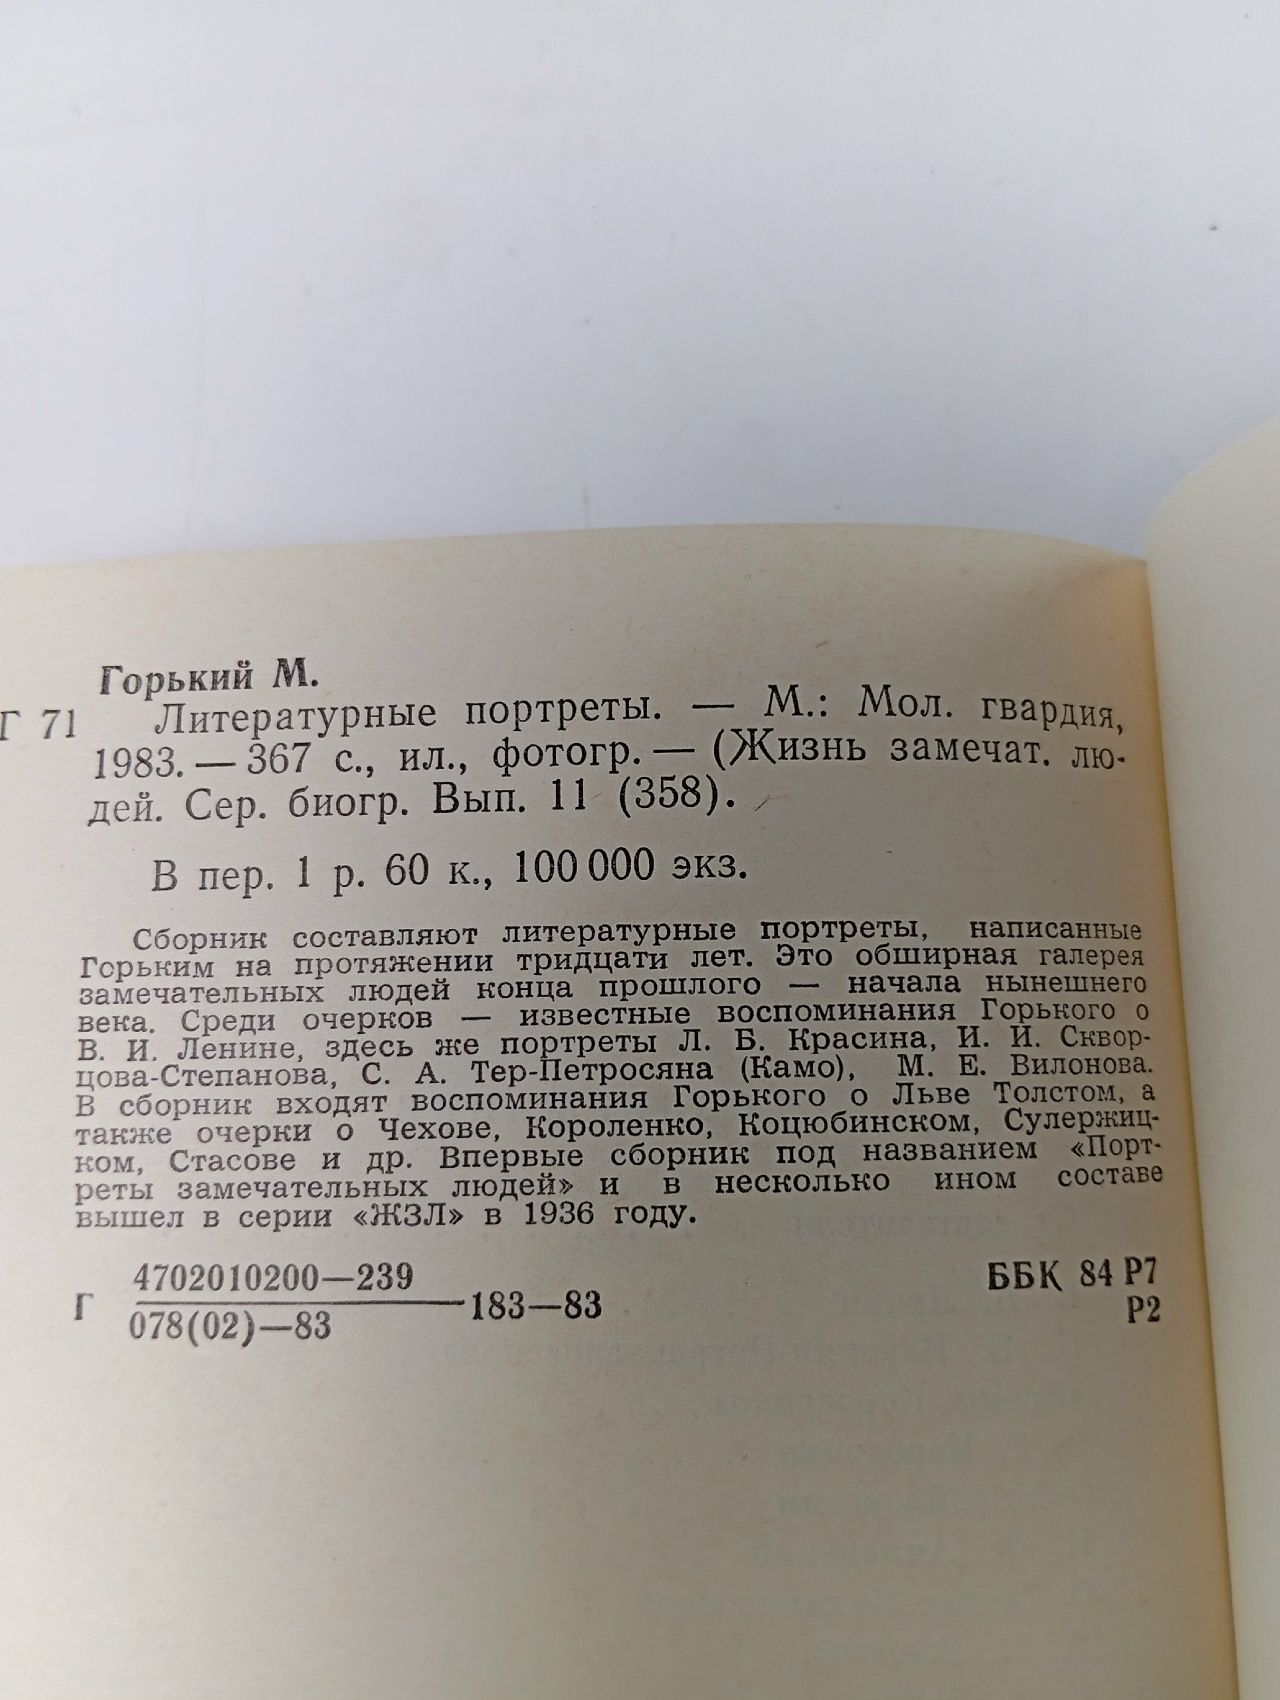 Горький М.
Г 71 Литературные портреты. — М.: Мол. гвардия,
1983. — 367 с., ил., фотогр. — (Жизнь замечат. лю-
дей. Сер. биогр. Вып. 11 (358).
В пер. 1 р. 60 к., 100 000 экз.
Сборник составляют литературные портреты, написанные
Горьким на протяжении тридцати лет. Это обширная галерея
замечательных людей конца прошлого — начала нынешнего
века. Среди очерков — известные воспоминания Горького о
В. И. Ленине, здесь же портреты Л. Б. Красина, И. И. Сквор-
цова-Степанова, С. А. Тер-Петросяна (Камо), М. Е. Вилонова.
В сборник входят воспоминания Горького о Льве Толстом, а
также очерки о Чехове, Короленко, Коцюбинском, Сулержиц-
ком, Стасове и др. Впервые сборник под названием «Порт-
реты замечательных людей» и в несколько ином составе
вышел в серии «ЖЗЛ» в 1936 году.
Г 4702010200—239
078(02)—83 183—83
ББК 84 Р7
Р2